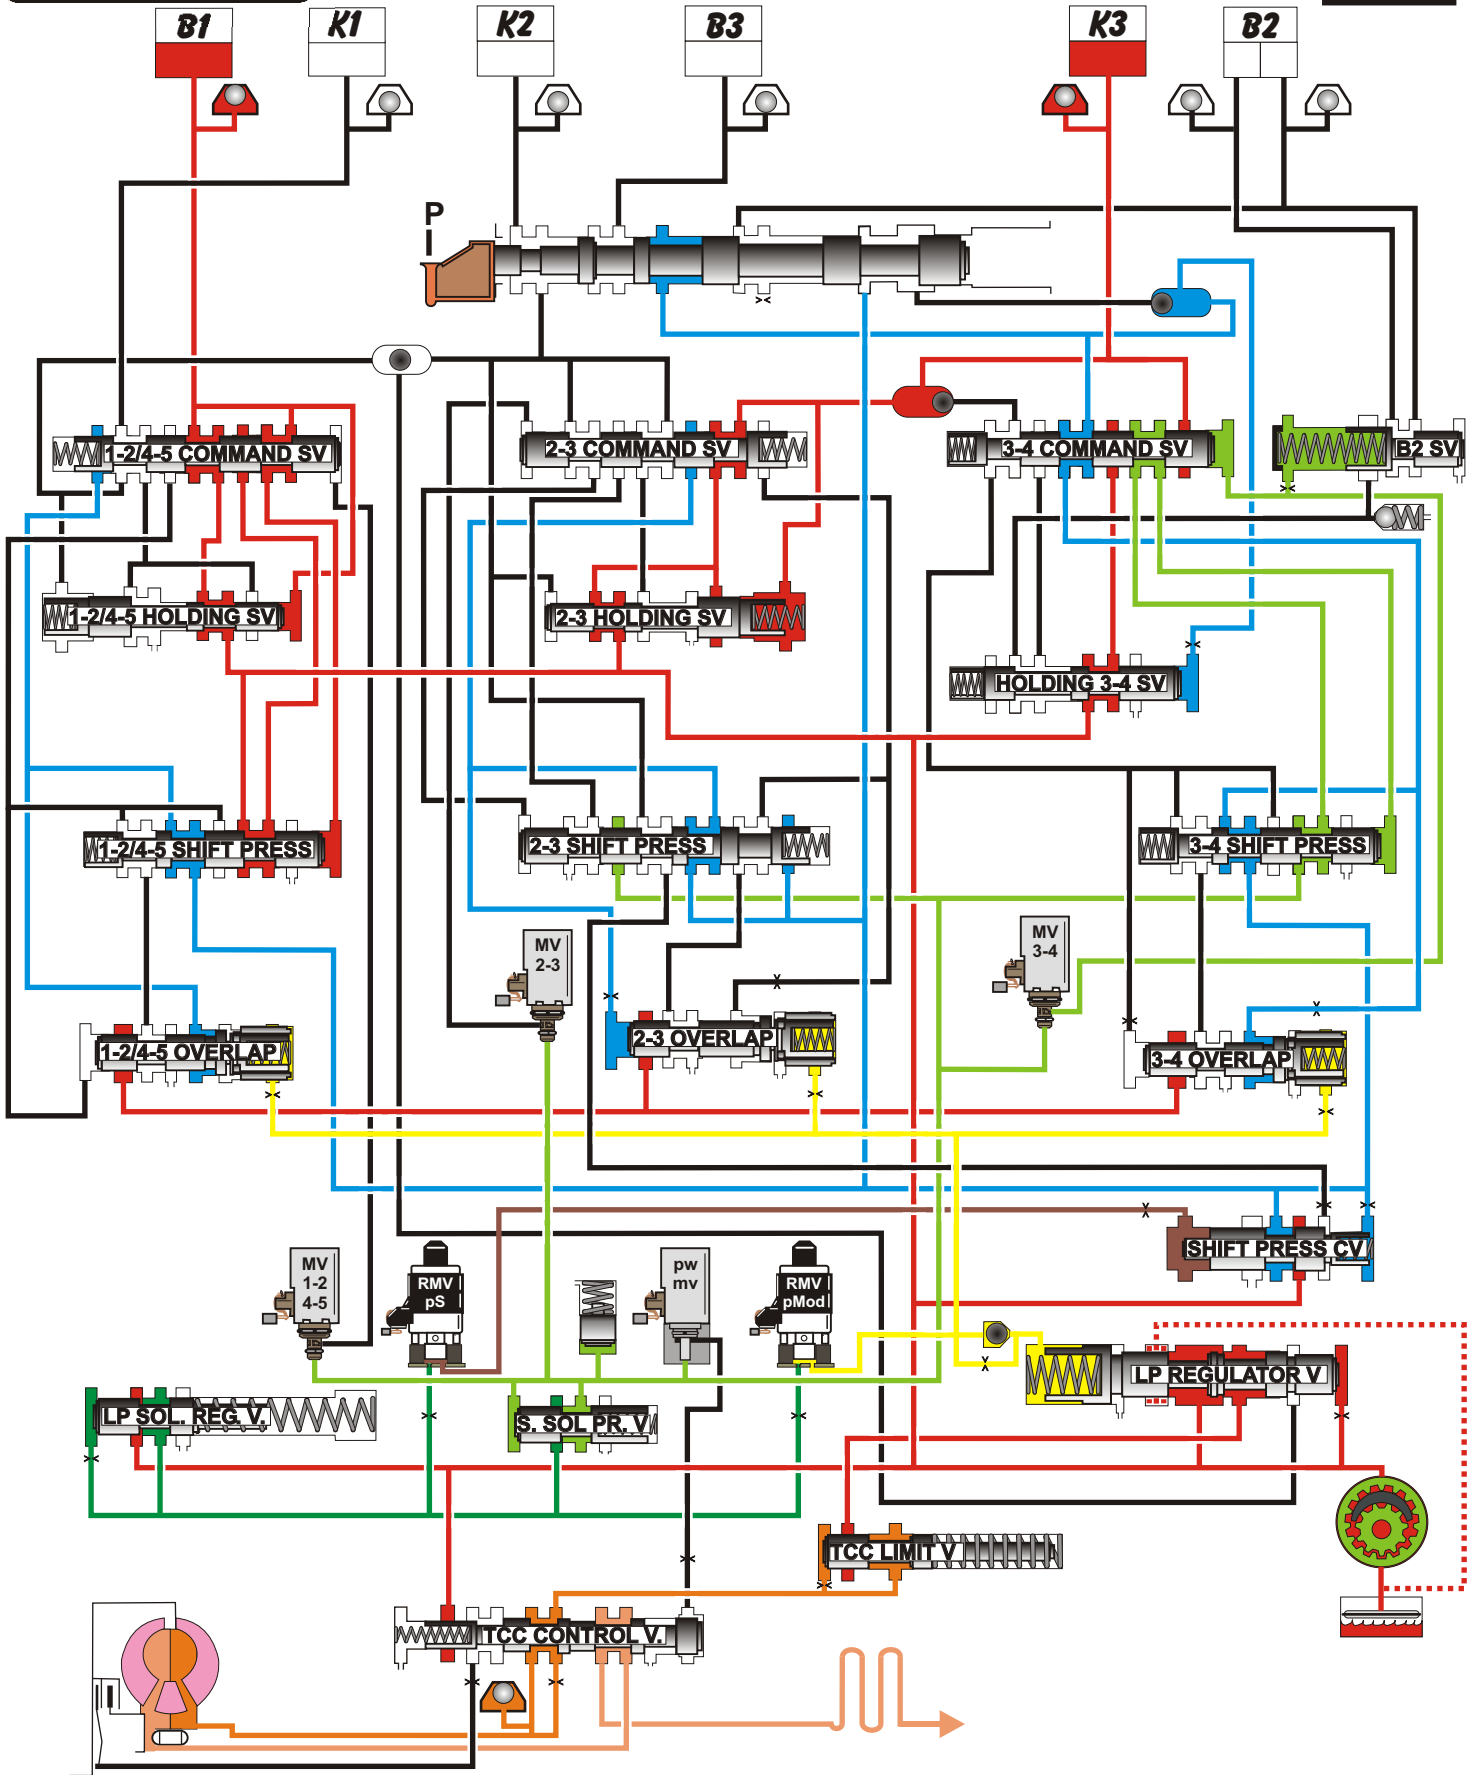 B1
K1
K2
B3
K3
B2
P
1-2/4-5 COMMAND SV
2-3 COMMAND SV
3-4 COMMAND SV
B2 SV
1-2/4-5 HOLDING SV
2-3 HOLDING SV
HOLDING 3-4 SV
1-2/4-5 SHIFT PRESS
2-3 SHIFT PRESS
3-4 SHIFT PRESS
MV
2-3
MV
3-4
1-2/4-5 OVERLAP
2-3 OVERLAP
3-4 OVERLAP
SHIFT PRESS CV
MV
1-2
4-5
RMV
pS
pw
mv
RMV
pMod
LP REGULATOR V
LP SOL. REG. V.
S. SOL PR. V
TCC LIMIT V
TCC CONTROL V.